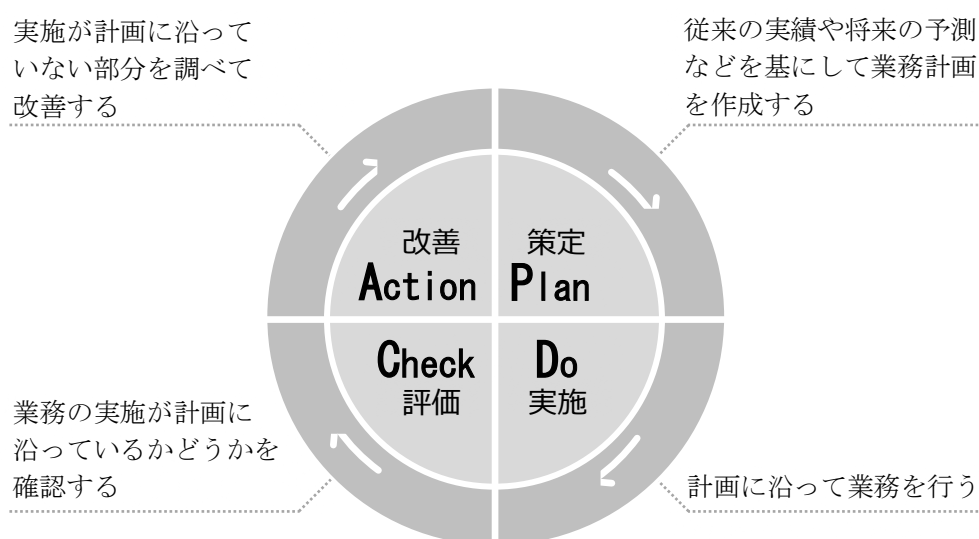 実施が計画に沿って
いない部分を調べて
改善する
従来の実績や将来の予測
などを基にして業務計画
を作成する
改善
Action
策定
Plan
Check
評価
Do
実施
業務の実施が計画に
沿っているかどうかを
確認する
計画に沿って業務を行う